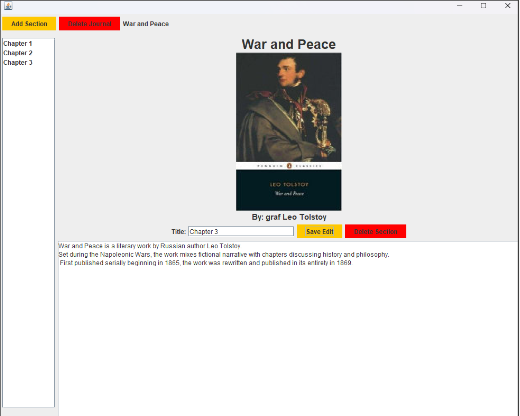 Add Section
Delete Journal
War and Peace
Chapter 1
Chapter 2
Chapter 3
War and Peace
PENGUIN CLASSICS
LEO TOLSTOY
War and Peace
By: graf Leo Tolstoy
Title:
Chapter 3
Save Edit
Delete Section
War and Peace is a literary work by Russian author Leo Tolstoy
Set during the Napoleonic Wars, the work mixes fictional narrative with chapters discussing history and philosophy.
First published serially beginning in 1865, the work was rewritten and published in its entirety in 1869